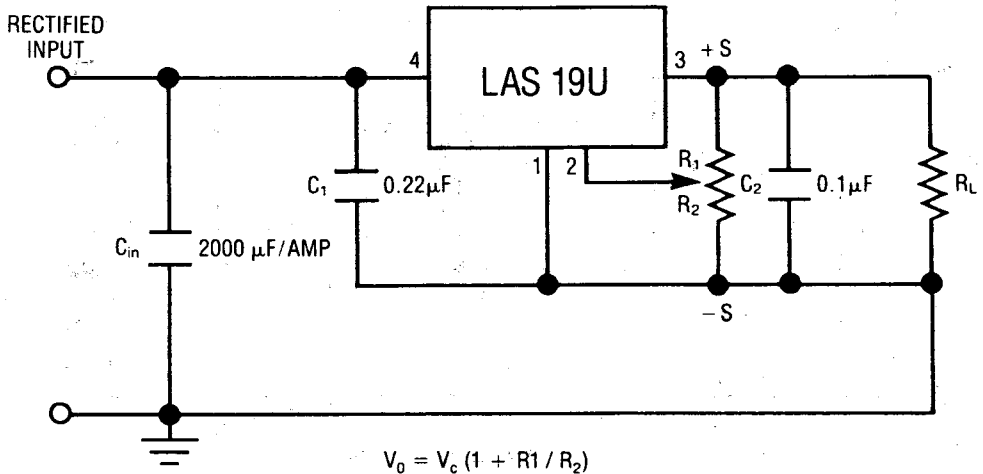 RECTIFIED
INPUT
4
LAS 19U
3
+ S
1
2
R₁
R₂
C₁
0.22µF
C₂
0.1µF
R_L
C_in
2000 µF/AMP
– S
V₀ = V_c (1 + R1 / R₂)